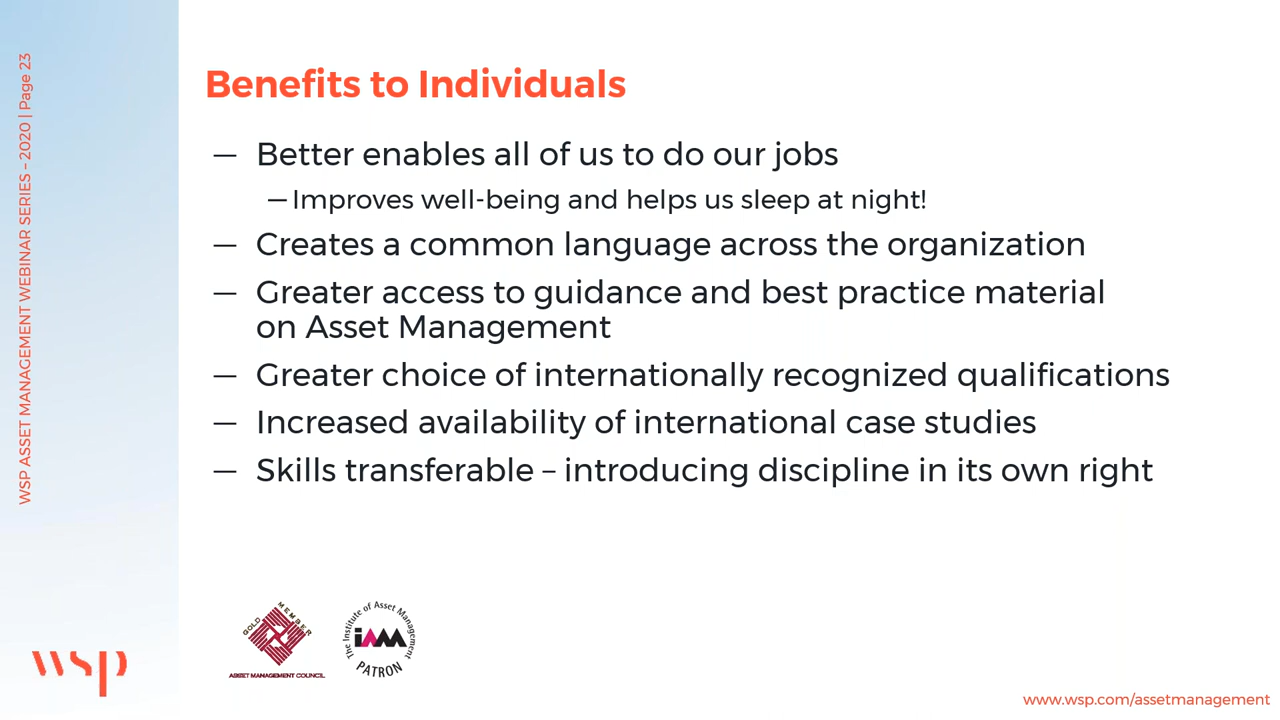 WSP ASSET MANAGEMENT WEBINAR SERIES – 2020 | Page 23
Benefits to Individuals
— Better enables all of us to do our jobs
— Improves well-being and helps us sleep at night!
— Creates a common language across the organization
— Greater access to guidance and best practice material
on Asset Management
— Greater choice of internationally recognized qualifications
— Increased availability of international case studies
— Skills transferable – introducing discipline in its own right
GOLD MEMBER
ASSET MANAGEMENT COUNCIL
The Institute of Asset Management
iAM
PATRON
wsp
www.wsp.com/assetmanagement